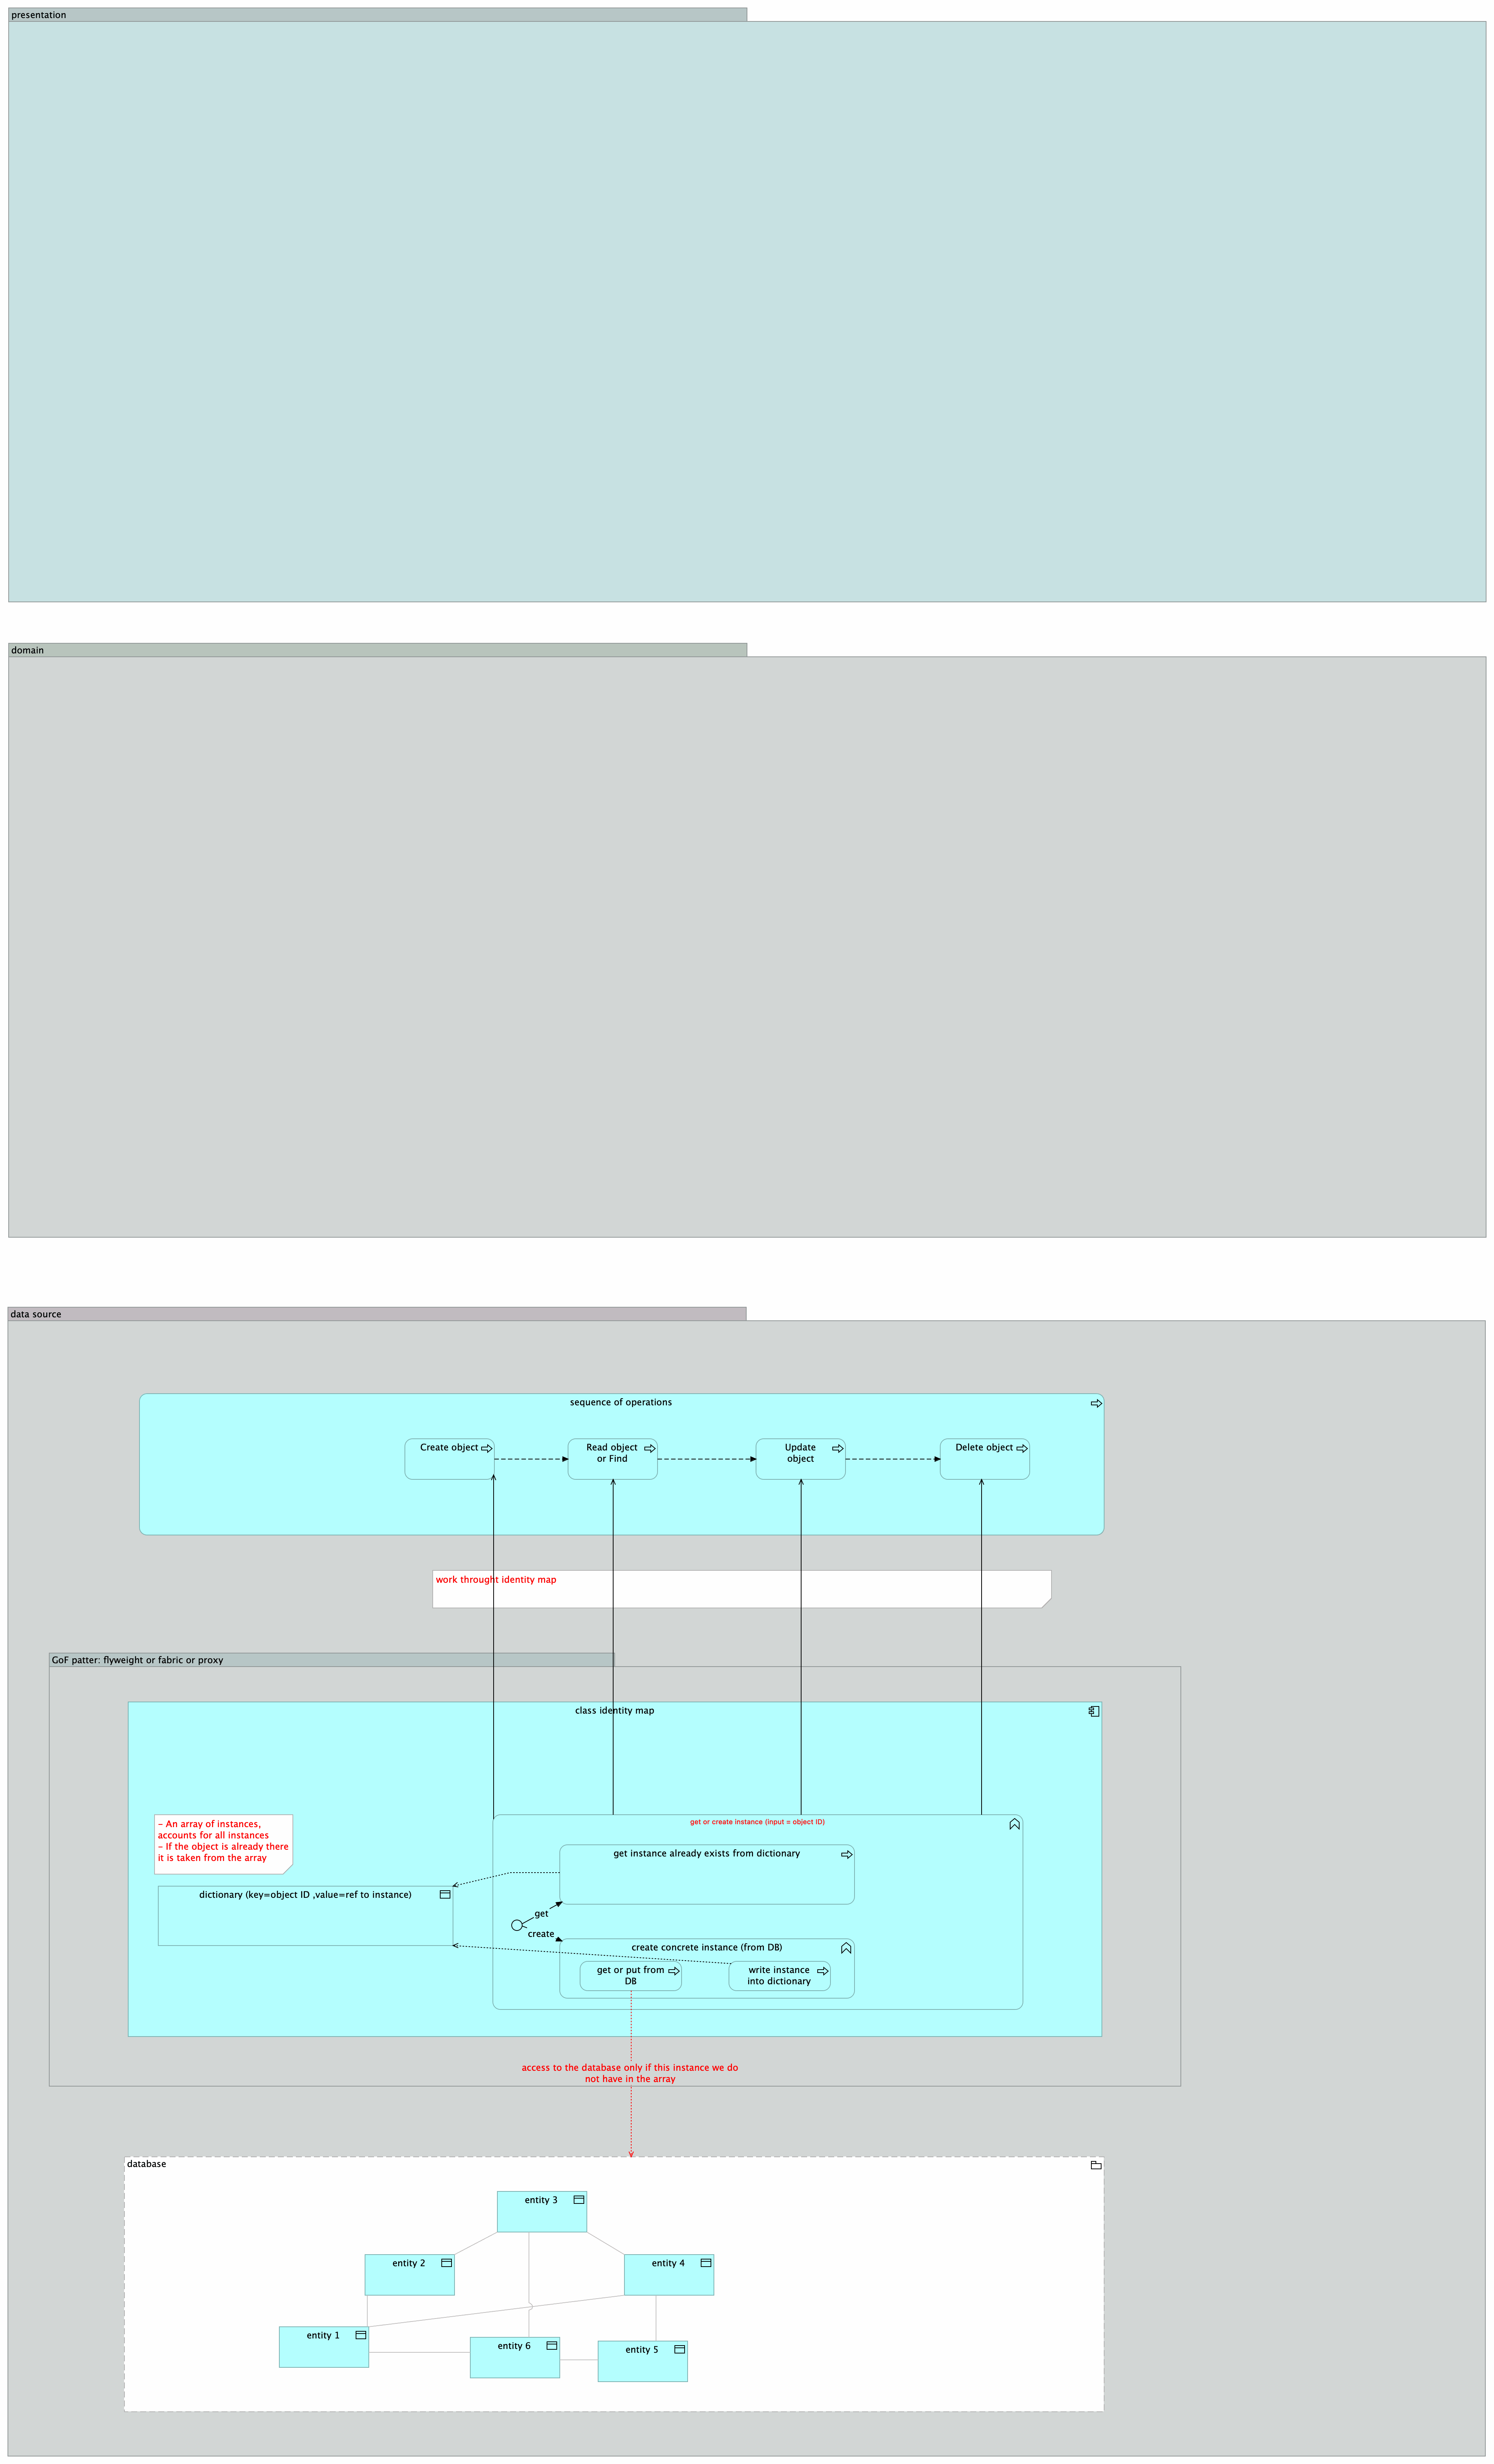 presentation
domain
data source
sequence of operations
Create object
Read object
or Find
Update
object
Delete object
work throught identity map
GoF patter: flyweight or fabric or proxy
class identity map
- An array of instances,
accounts for all instances
- If the object is already there
it is taken from the array
get or create instance (input = object ID)
get instance already exists from dictionary
dictionary (key=object ID ,value=ref to instance)
get
create
create concrete instance (from DB)
get or put from
DB
write instance
into dictionary
access to the database only if this instance we do
not have in the array
database
entity 3
entity 2
entity 4
entity 1
entity 6
entity 5